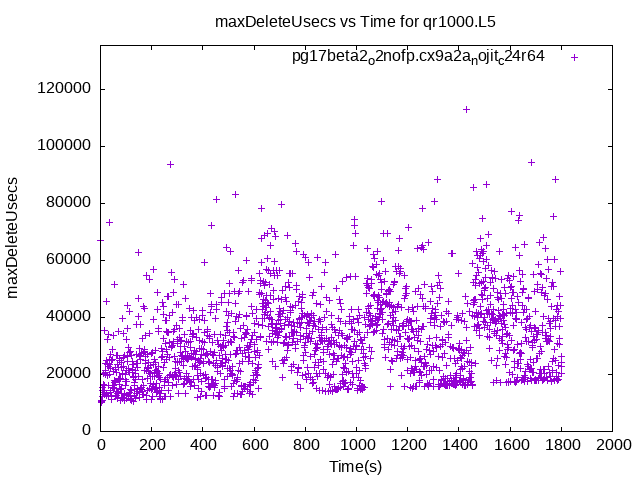 maxDeleteUsecs vs Time for qr1000.L5
pg17beta2o2nofp.cx9a2anojitc24r64
120000
100000
80000
60000
40000
20000
0
maxDeleteUsecs
0 200 400 600 800 1000 1200 1400 1600 1800 2000
Time(s)